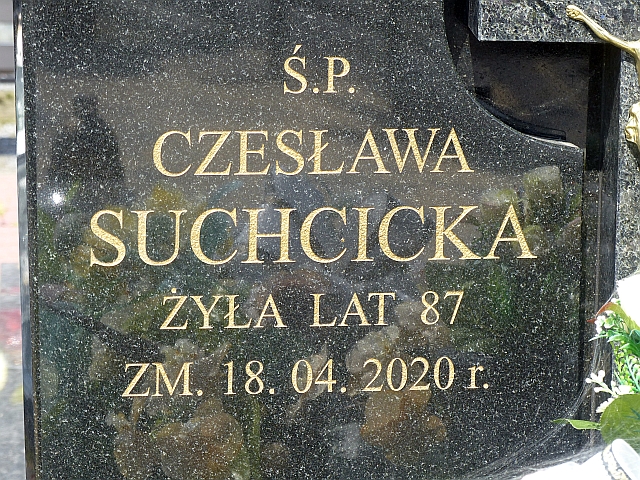 Ś.P.
CZESŁAWA
SUCHCICKA
ŻYŁA LAT 87
ZM. 18. 04. 2020 r.